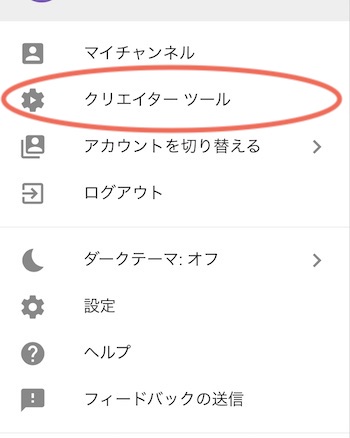 マイチャンネル
クリエイター ツール
アカウントを切り替える
ログアウト
ダークテーマ: オフ
設定
ヘルプ
フィードバックの送信